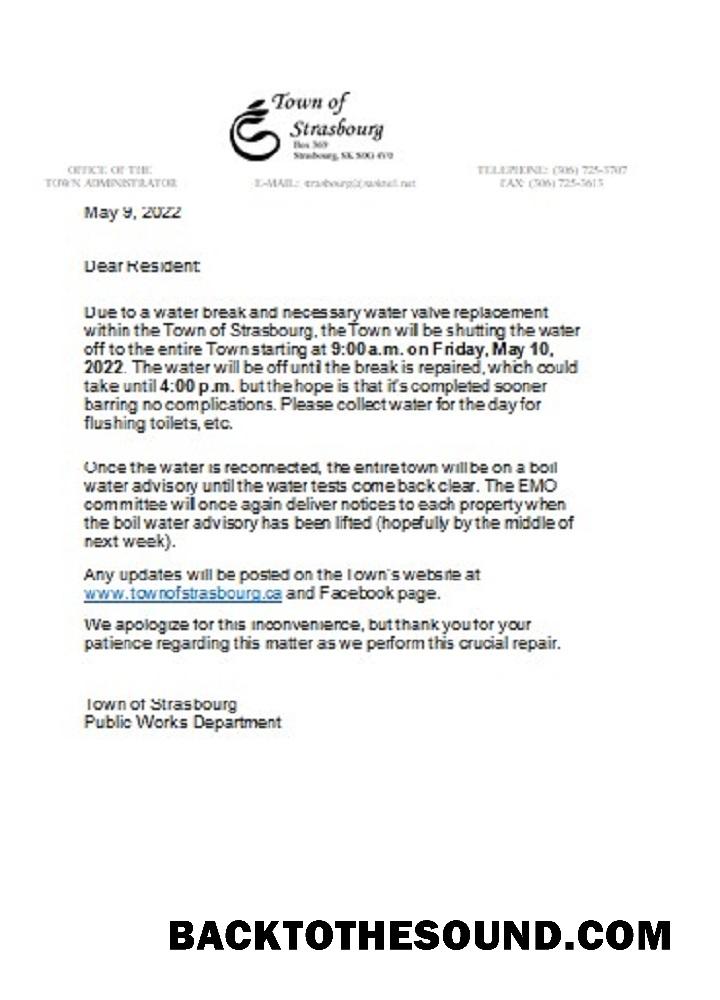 Town of
Strasbourg
Box 369
Strasbourg, SK S0G 4V0
OFFICE OF THE
TOWN ADMINISTRATOR
E-MAIL: strasbourg@sasktel.net
TELEPHONE: (306) 725-3707
FAX: (306) 725-3613
May 9, 2022
Dear Resident
Due to a water break and necessary water valve replacement
within the Town of Strasbourg, the Town will be shutting the water
off to the entire Town starting at 9:00 a.m. on Friday, May 10,
2022. The water will be off until the break is repaired, which could
take until 4:00 p.m. but the hope is that it's completed sooner
barring no complications. Please collect water for the day for
flushing toilets, etc.
Once the water is reconnected, the entire town will be on a boil
water advisory until the water tests come back clear. The EMO
committee will once again deliver notices to each property when
the boil water advisory has been lifted (hopefully by the middle of
next week).
Any updates will be posted on the Town's website at
www.townofstrasbourg.ca and Facebook page.
We apologize for this inconvenience, but thank you for your
patience regarding this matter as we perform this crucial repair.
Town of Strasbourg
Public Works Department
BACKTOTHESOUND.COM